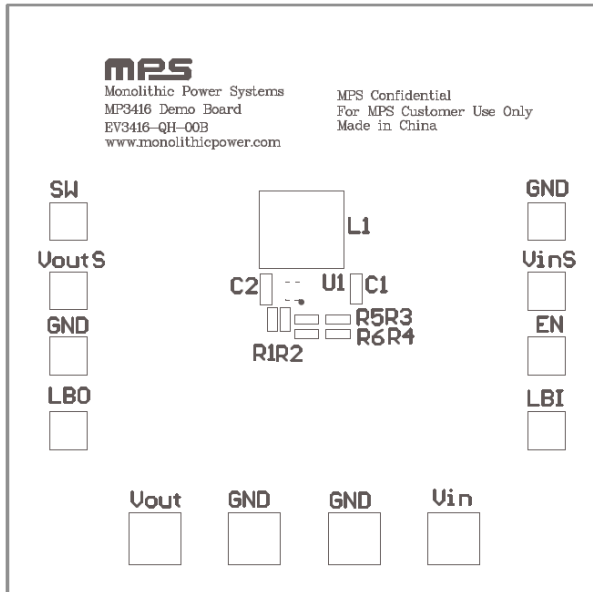 mps
Monolithic Power Systems
MP3416 Demo Board
EV3416-QH-00B
www.monolithicpower.com
MPS Confidential
For MPS Customer Use Only
Made in China
SW
GND
L1
VoutS
VinS
C2
U1
C1
GND
R5R3
EN
R6R4
R1R2
LBO
LBI
Vout
GND
GND
Vin